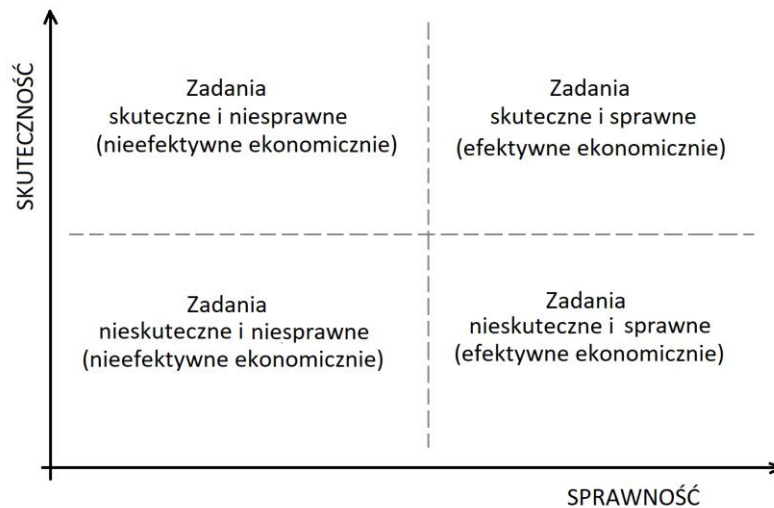 SKUTECZNOŚĆ
Zadania
skuteczne i niesprawne
(nieefektywne ekonomicznie)
Zadania
skuteczne i sprawne
(efektywne ekonomicznie)
Zadania
nieskuteczne i niesprawne
(nieefektywne ekonomicznie)
Zadania
nieskuteczne i sprawne
(efektywne ekonomicznie)
SPRAWNOŚĆ